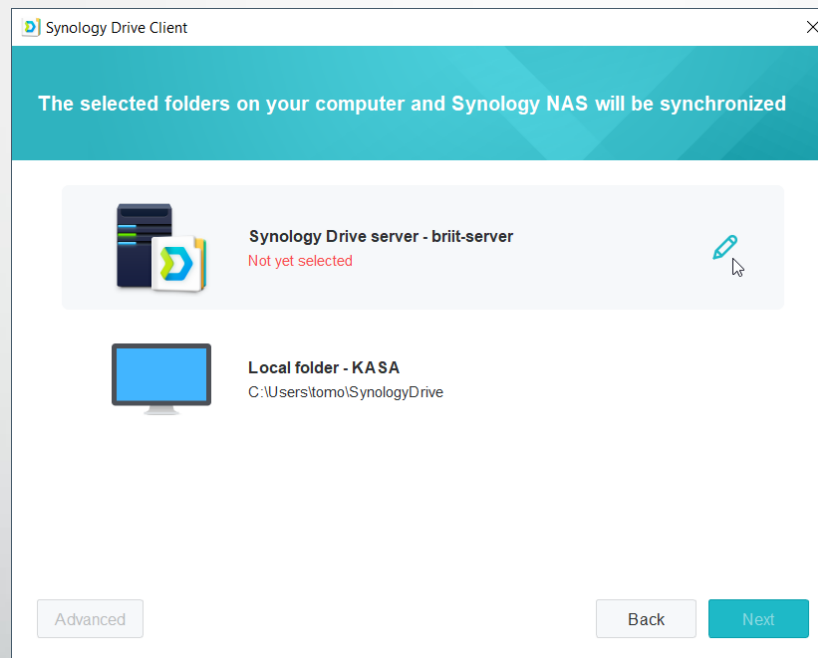 Synology Drive Client
The selected folders on your computer and Synology NAS will be synchronized
Synology Drive server - briit-server
Not yet selected
Local folder - KASA
C:\Users\tomo\SynologyDrive
Advanced
Back
Next